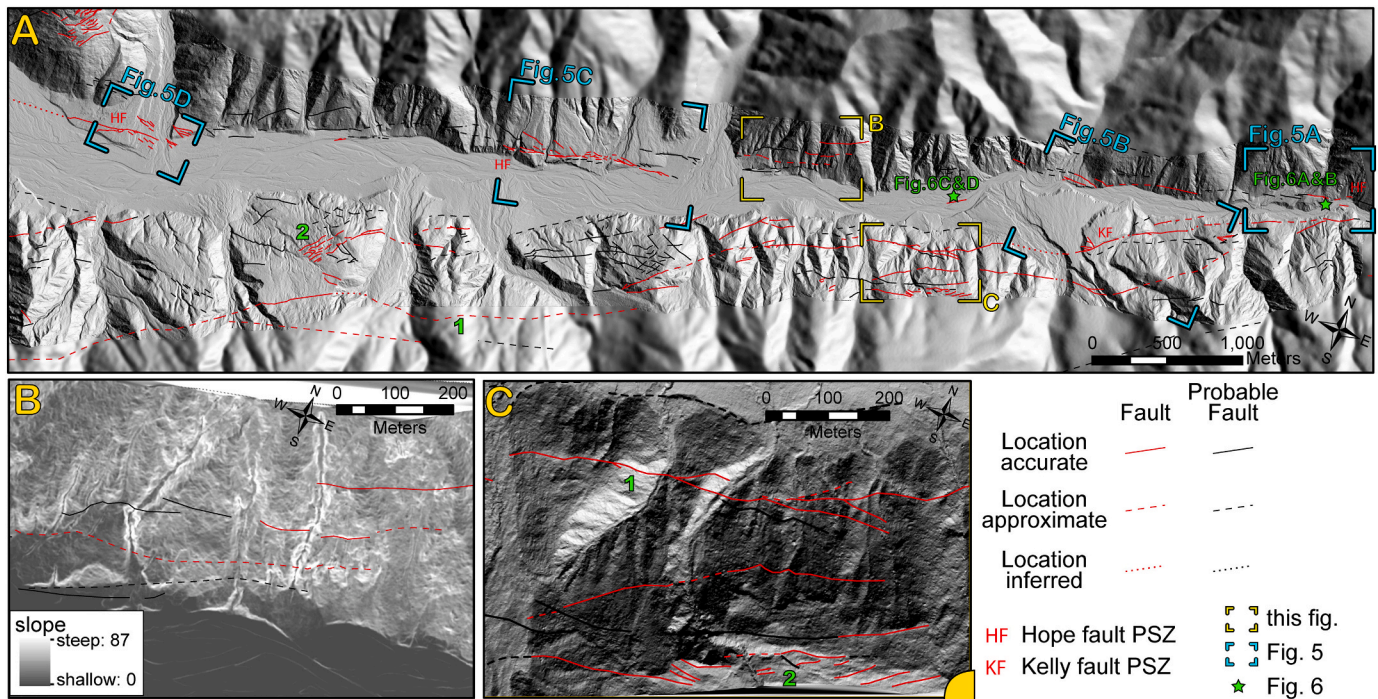 A
Fig.5D
HF
Fig.5C
HF
B
Fig.5B
Fig.5A
Fig.6C&D
Fig.6A&B
HF
2
KF
1
C
N
W
E
S
0 500 1,000
Meters
B
N
W
E
S
0 100 200
Meters
slope
steep: 87
shallow: 0
C
0 100 200
Meters
N
W
E
S
1
2
Fault
Probable
Fault
Location
accurate
Location
approximate
Location
inferred
HF Hope fault PSZ
KF Kelly fault PSZ
this fig.
Fig. 5
Fig. 6